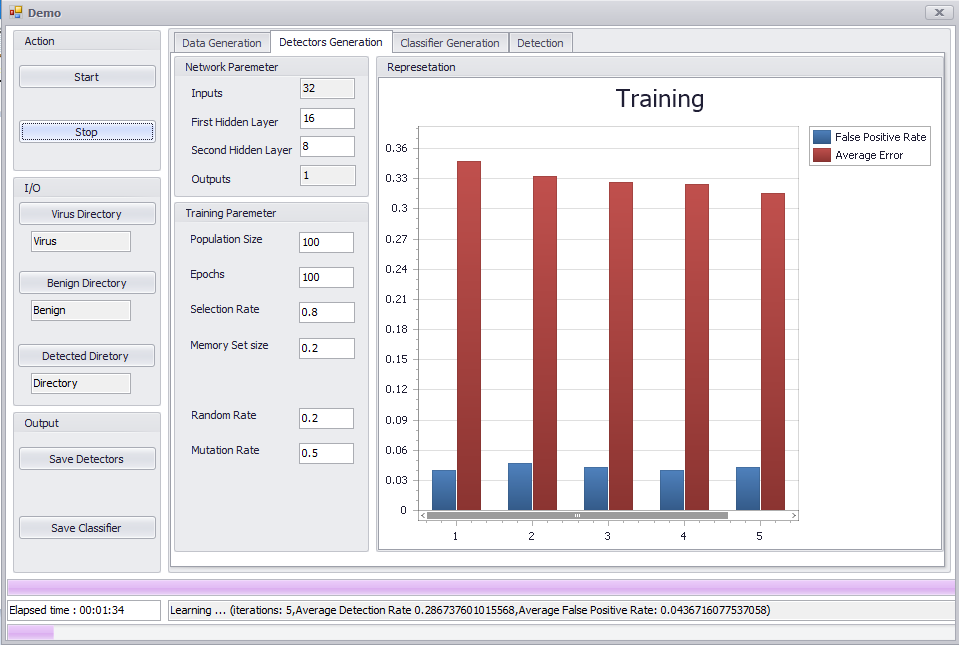 Demo
Action
Start
Stop
I/O
Virus Directory
Virus
Benign Directory
Benign
Detected Diretory
Directory
Output
Save Detectors
Save Classifier
Data Generation
Detectors Generation
Classifier Generation
Detection
Network Paremeter
Inputs 32
First Hidden Layer 16
Second Hidden Layer 8
Outputs 1
Training Paremeter
Population Size 100
Epochs 100
Selection Rate 0.8
Memory Set size 0.2
Random Rate 0.2
Mutation Rate 0.5
Represetation
Training
False Positive Rate
Average Error
0.36
0.33
0.3
0.27
0.24
0.21
0.18
0.15
0.12
0.09
0.06
0.03
0
1 2 3 4 5
Elapsed time : 00:01:34
Learning ... (iterations: 5,Average Detection Rate 0.286737601015568,Average False Positive Rate: 0.0436716077537058)